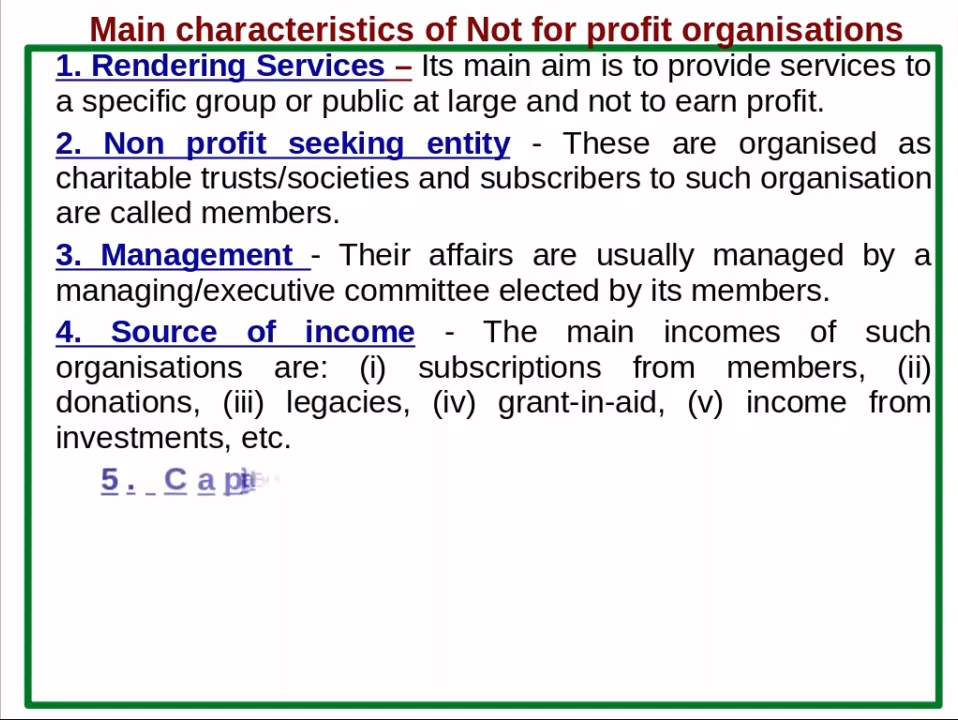 Main characteristics of Not for profit organisations
1. Rendering Services – Its main aim is to provide services to
a specific group or public at large and not to earn profit.
2. Non profit seeking entity - These are organised as
charitable trusts/societies and subscribers to such organisation
are called members.
3. Management - Their affairs are usually managed by a
managing/executive committee elected by its members.
4. Source of income - The main incomes of such
organisations are: (i) subscriptions from members, (ii)
donations, (iii) legacies, (iv) grant-in-aid, (v) income from
investments, etc.
5.